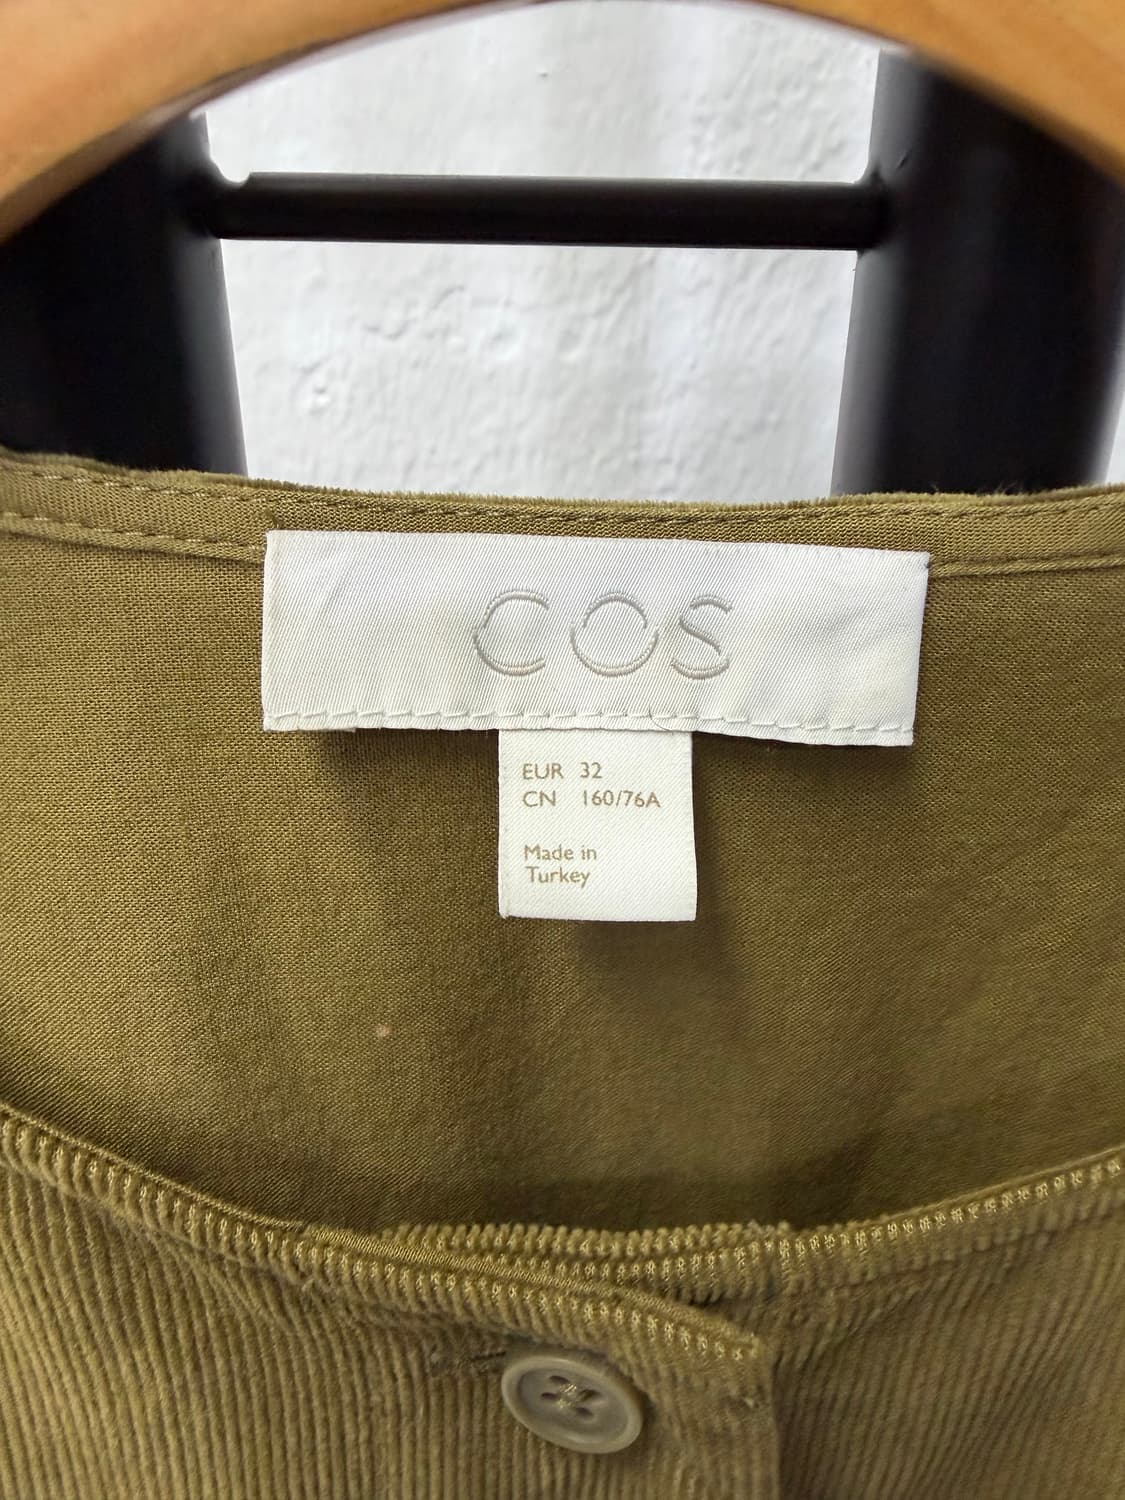 COS
EUR 32
CN 160/76A
Made in
Turkey